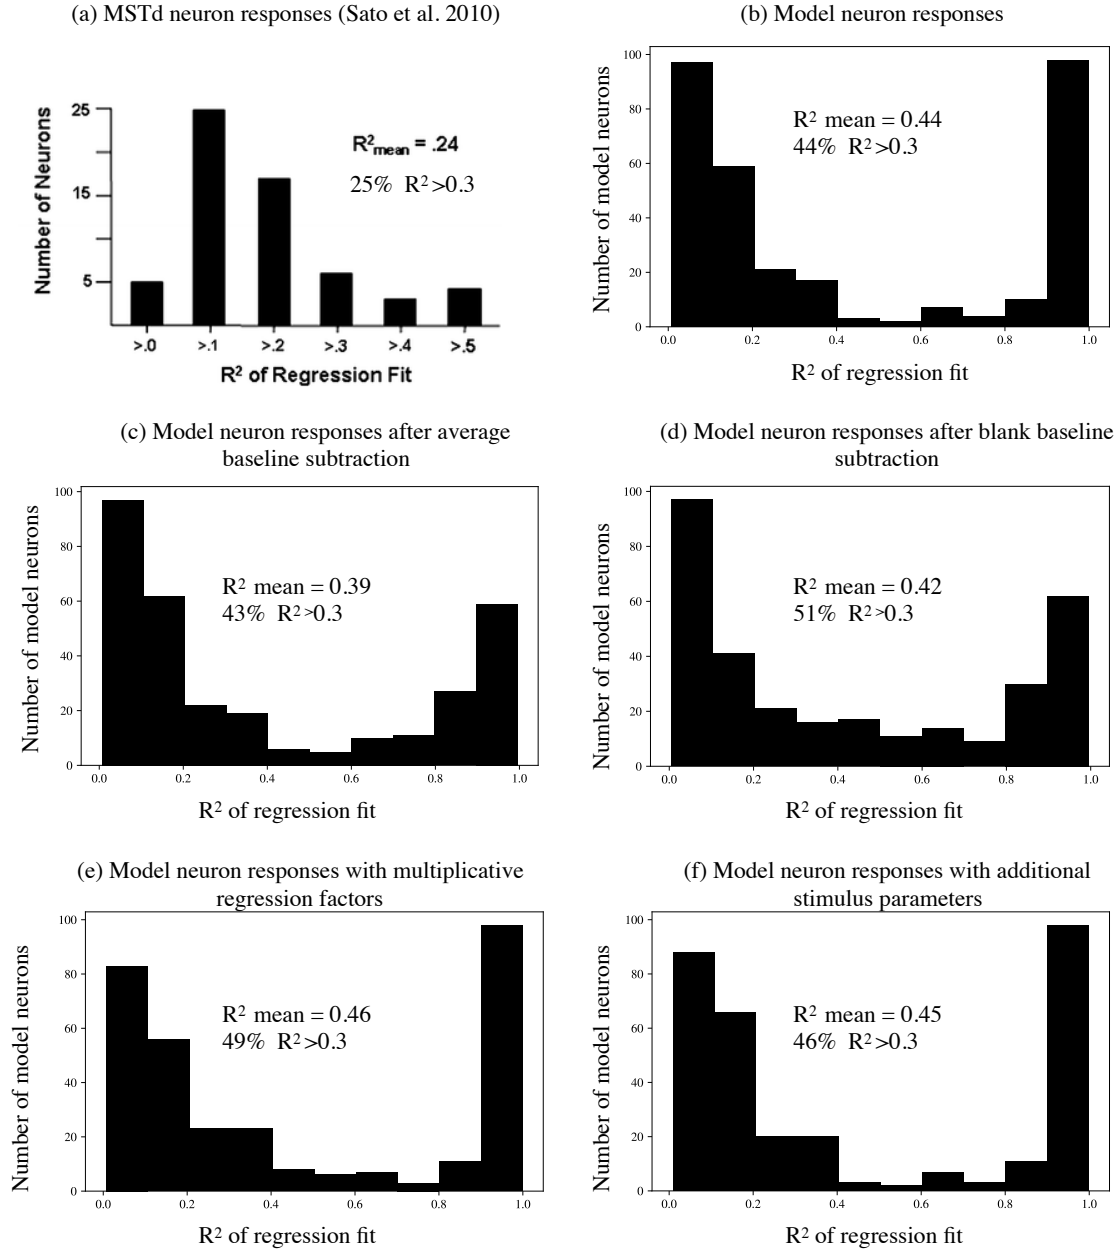 (a) MSTd neuron responses (Sato et al. 2010)
Number of Neurons
25
15
5
R²mean = .24
25% R²>0.3
>.0 >.1 >.2 >.3 >.4 >.5
R² of Regression Fit
(b) Model neuron responses
Number of model neurons
100
80
60
40
20
0
R² mean = 0.44
44% R²>0.3
0.0 0.2 0.4 0.6 0.8 1.0
R² of regression fit
(c) Model neuron responses after average
baseline subtraction
Number of model neurons
100
80
60
40
20
0
R² mean = 0.39
43% R²>0.3
0.0 0.2 0.4 0.6 0.8 1.0
R² of regression fit
(d) Model neuron responses after blank baseline
subtraction
Number of model neurons
100
80
60
40
20
0
R² mean = 0.42
51% R²>0.3
0.0 0.2 0.4 0.6 0.8 1.0
R² of regression fit
(e) Model neuron responses with multiplicative
regression factors
Number of model neurons
100
80
60
40
20
0
R² mean = 0.46
49% R²>0.3
0.0 0.2 0.4 0.6 0.8 1.0
R² of regression fit
(f) Model neuron responses with additional
stimulus parameters
Number of model neurons
100
80
60
40
20
0
R² mean = 0.45
46% R²>0.3
0.0 0.2 0.4 0.6 0.8 1.0
R² of regression fit